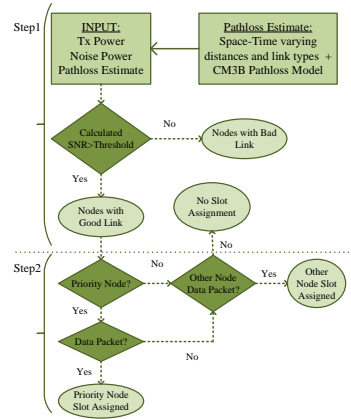 Step1
INPUT:
Tx Power
Noise Power
Pathloss Estimate
Pathloss Estimate:
Space-Time varying
distances and link types +
CM3B Pathloss Model
Calculated
SNR>Threshold
No
Nodes with Bad
Link
Yes
Nodes with
Good Link
No Slot
Assignment
No
Step2
Priority Node?
No
Other Node
Data Packet?
Yes
Other
Node Slot
Assigned
Yes
Data Packet?
No
Yes
Priority Node
Slot Assigned